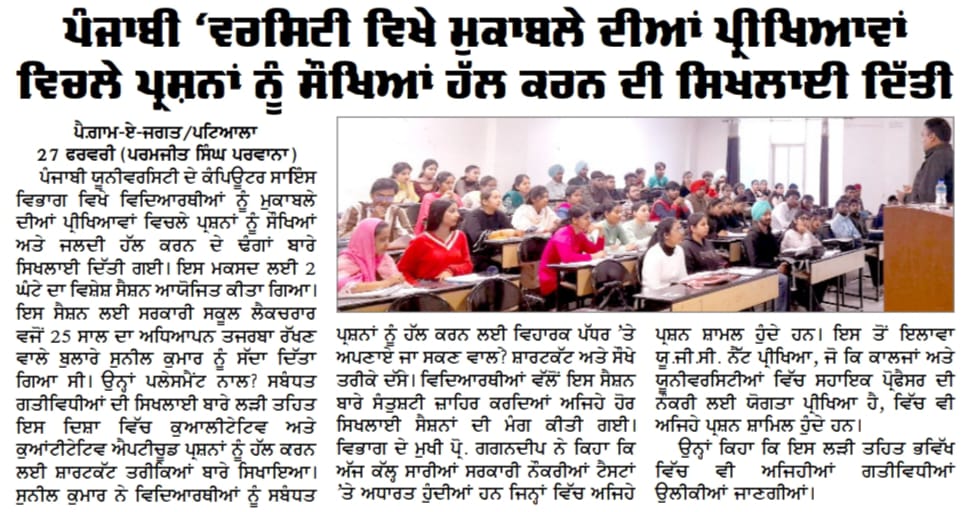 ਪੰਜਾਬੀ ‘ਵਰਸਿਟੀ ਵਿਖੇ ਮੁਕਾਬਲੇ ਦੀਆਂ ਪ੍ਰੀਖਿਆਵਾਂ
ਵਿਚਲੇ ਪ੍ਰਸ਼ਨਾਂ ਨੂੰ ਸੌਖਿਆਂ ਹੱਲ ਕਰਨ ਦੀ ਸਿਖਲਾਈ ਦਿੱਤੀ
ਪੈ.ਗਾਮ-ਏ-ਜਗਤ/ਪਟਿਆਲਾ
27 ਫਰਵਰੀ (ਪਰਮਜੀਤ ਸਿੰਘ ਪਰਵਾਨਾ)
ਪੰਜਾਬੀ ਯੂਨੀਵਰਸਿਟੀ ਦੇ ਕੰਪਿਊਟਰ ਸਾਇੰਸ
ਵਿਭਾਗ ਵਿਖੇ ਵਿਦਿਆਰਥੀਆਂ ਨੂੰ ਮੁਕਾਬਲੇ
ਦੀਆਂ ਪ੍ਰੀਖਿਆਵਾਂ ਵਿਚਲੇ ਪ੍ਰਸ਼ਨਾਂ ਨੂੰ ਸੌਖਿਆਂ
ਅਤੇ ਜਲਦੀ ਹੱਲ ਕਰਨ ਦੇ ਢੰਗਾਂ ਬਾਰੇ
ਸਿਖਲਾਈ ਦਿੱਤੀ ਗਈ। ਇਸ ਮਕਸਦ ਲਈ 2
ਘੰਟੇ ਦਾ ਵਿਸ਼ੇਸ਼ ਸੈਸ਼ਨ ਆਯੋਜਿਤ ਕੀਤਾ ਗਿਆ।
ਇਸ ਸੈਸ਼ਨ ਲਈ ਸਰਕਾਰੀ ਸਕੂਲ ਲੈਕਚਰਾਰ
ਵਜੋਂ 25 ਸਾਲ ਦਾ ਅਧਿਆਪਨ ਤਜਰਬਾ ਰੱਖਣ
ਵਾਲੇ ਬੁਲਾਰੇ ਸੁਨੀਲ ਕੁਮਾਰ ਨੂੰ ਸੱਦਾ ਦਿੱਤਾ
ਗਿਆ ਸੀ। ਉਨ੍ਹਾਂ ਪਲੇਸਮੈਂਟ ਨਾਲ? ਸਬੰਧਤ
ਗਤੀਵਿਧੀਆਂ ਦੀ ਸਿਖਲਾਈ ਬਾਰੇ ਲੜੀ ਤਹਿਤ
ਇਸ ਦਿਸ਼ਾ ਵਿੱਚ ਕੁਆਲੀਟੇਟਿਵ ਅਤੇ
ਕੁਆਂਟੀਟੇਟਿਵ ਐਪਟੀਚੂਡ ਪ੍ਰਸ਼ਨਾਂ ਨੂੰ ਹੱਲ ਕਰਨ
ਲਈ ਸ਼ਾਰਟਕੱਟ ਤਰੀਕਿਆਂ ਬਾਰੇ ਸਿਖਾਇਆ।
ਸੁਨੀਲ ਕੁਮਾਰ ਨੇ ਵਿਦਿਆਰਥੀਆਂ ਨੂੰ ਸਬੰਧਤ
ਪ੍ਰਸ਼ਨਾਂ ਨੂੰ ਹੱਲ ਕਰਨ ਲਈ ਵਿਹਾਰਕ ਪੱਧਰ ’ਤੇ
ਅਪਣਾਏ ਜਾ ਸਕਣ ਵਾਲ? ਸ਼ਾਰਟਕੱਟ ਅਤੇ ਸੌਖੇ
ਤਰੀਕੇ ਦੱਸੇ। ਵਿਦਿਆਰਥੀਆਂ ਵੱਲੋਂ ਇਸ ਸੈਸ਼ਨ
ਬਾਰੇ ਸੰਤੁਸ਼ਟੀ ਜ਼ਾਹਿਰ ਕਰਦਿਆਂ ਅਜਿਹੇ ਹੋਰ
ਸਿਖਲਾਈ ਸੈਸ਼ਨਾਂ ਦੀ ਮੰਗ ਕੀਤੀ ਗਈ।
ਵਿਭਾਗ ਦੇ ਮੁਖੀ ਪ੍ਰੋ. ਗਗਨਦੀਪ ਨੇ ਕਿਹਾ ਕਿ
ਅੱਜ ਕੱਲ੍ਹ ਸਾਰੀਆਂ ਸਰਕਾਰੀ ਨੌਕਰੀਆਂ ਟੈਸਟਾਂ
’ਤੇ ਅਧਾਰਤ ਹੁੰਦੀਆਂ ਹਨ ਜਿਨ੍ਹਾਂ ਵਿੱਚ ਅਜਿਹੇ
ਪ੍ਰਸ਼ਨ ਸ਼ਾਮਲ ਹੁੰਦੇ ਹਨ। ਇਸ ਤੋਂ ਇਲਾਵਾ
ਯੂ.ਜੀ.ਸੀ. ਨੈੱਟ ਪ੍ਰੀਖਿਆ, ਜੋ ਕਿ ਕਾਲਜਾਂ ਅਤੇ
ਯੂਨੀਵਰਸਿਟੀਆਂ ਵਿੱਚ ਸਹਾਇਕ ਪ੍ਰੋਫੈਸਰ ਦੀ
ਨੌਕਰੀ ਲਈ ਯੋਗਤਾ ਪ੍ਰੀਖਿਆ ਹੈ, ਵਿੱਚ ਵੀ
ਅਜਿਹੇ ਪ੍ਰਸ਼ਨ ਸ਼ਾਮਿਲ ਹੁੰਦੇ ਹਨ।
ਉਨ੍ਹਾਂ ਕਿਹਾ ਕਿ ਇਸ ਲੜੀ ਤਹਿਤ ਭਵਿੱਖ
ਵਿੱਚ ਵੀ ਅਜਿਹੀਆਂ ਗਤੀਵਿਧੀਆਂ
ਉਲੀਕੀਆਂ ਜਾਣਗੀਆਂ।